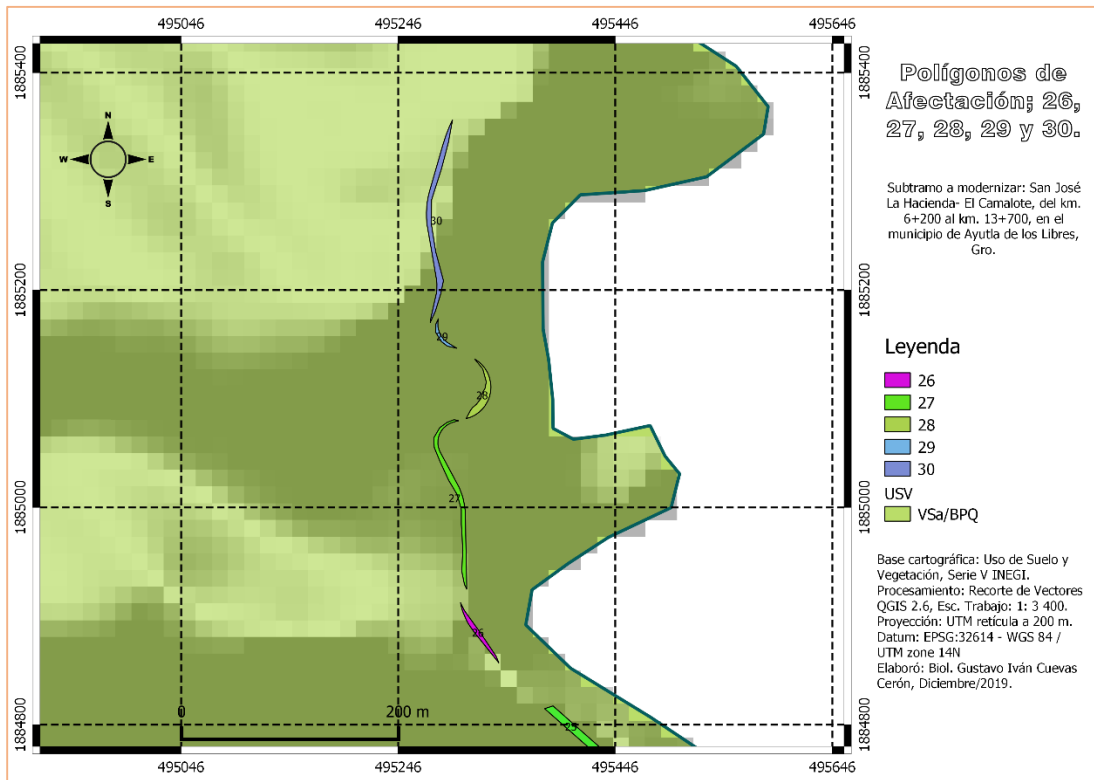 495046 495246 495446 495646
1885400
1885200
1885000
1884800
N
W E
S
30
29
28
27
26
25
0 200 m
1885400
1885200
1885000
1884800
495046 495246 495446 495646
Polígonos de
Afectación; 26,
27, 28, 29 y 30.
Subtramo a modernizar: San José
La Hacienda- El Camalote, del km.
6+200 al km. 13+700, en el
municipio de Ayutla de los Libres,
Gro.
Leyenda
26
27
28
29
30
USV
VSa/BPQ
Base cartográfica: Uso de Suelo y
Vegetación, Serie V INEGI.
Procesamiento: Recorte de Vectores
QGIS 2.6, Esc. Trabajo: 1: 3 400.
Proyección: UTM retícula a 200 m.
Datum: EPSG:32614 - WGS 84 /
UTM zone 14N
Elaboró: Biol. Gustavo Iván Cuevas
Cerón, Diciembre/2019.